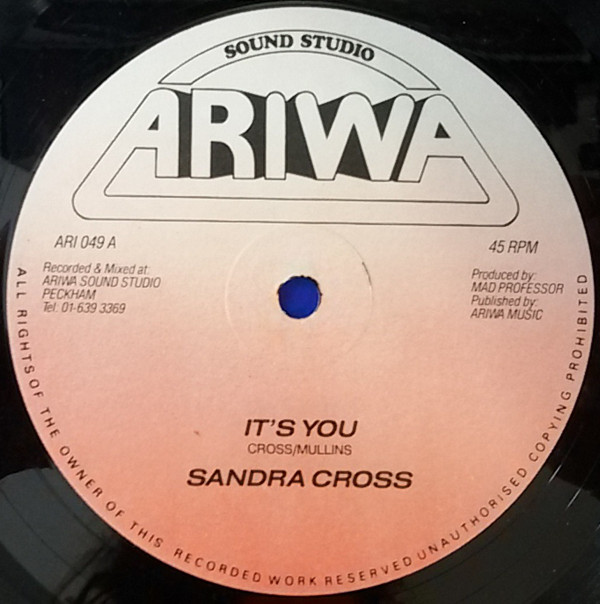 SOUND STUDIO
ARIWA
ARI 049 A
45 RPM
Recorded & Mixed at:
ARIWA SOUND STUDIO
PECKHAM
Tel. 01-639 3369
Produced by:
MAD PROFESSOR
Published by:
ARIWA MUSIC
IT'S YOU
CROSS/MULLINS
SANDRA CROSS
ALL RIGHTS OF THE OWNER OF THIS RECORDED WORK RESERVED UNAUTHORISED COPYING PROHIBITED